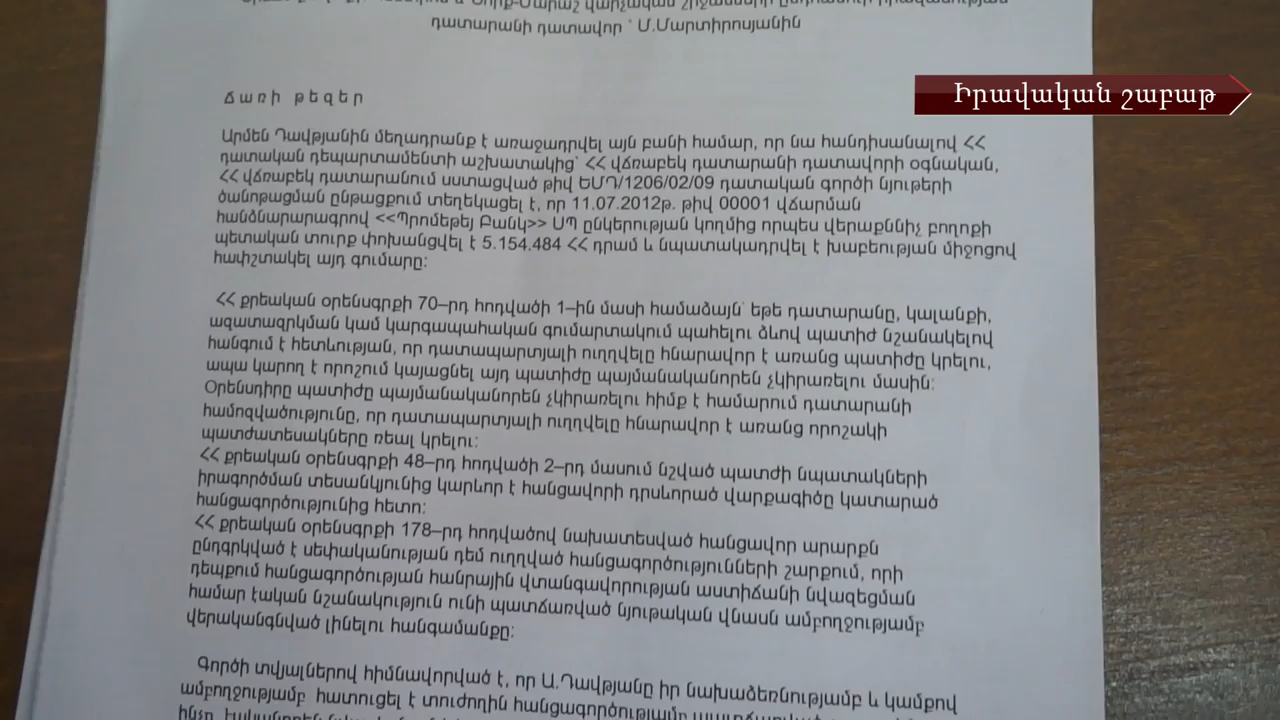 դատարանի դատավոր ՝ Մ.Մարտիրոսյանին
Իրավական շաբաթ
Ճառի թեզեր
Արմեն Դավթյանին մեղադրանք է առաջադրվել այն բանի համար, որ նա հանդիսանալով ՀՀ
դատական դեպարտամենտի աշխատակից՝ ՀՀ վճռաբեկ դատարանի դատավորի օգնական,
ՀՀ վճռաբեկ դատարանում ստացված թիվ ԵՄԴ/1206/02/09 դատական գործի նյութերի
ծանոթացման ընթացքում տեղեկացել է, որ 11.07.2012թ. թիվ 00001 վճարման
հանձնարարագրով <<Պրոմեթեյ Բանկ>> ՍՊ ընկերության կողմից որպես վերաքննիչ բողոքի
պետական տուրք փոխանցվել է 5.154.484 ՀՀ դրամ և նպատակադրվել է խաբեության միջոցով
հափշտակել այդ գումարը:
ՀՀ քրեական օրենսգրքի 70–րդ հոդվածի 1–ին մասի համաձայն՝ եթե դատարանը, կալանքի,
ազատազրկման կամ կարգապահական գումարտակում պահելու ձևով պատիժ նշանակելով
հանգում է հետևության, որ դատապարտյալի ուղղվելը հնարավոր է առանց պատիժը կրելու,
ապա կարող է որոշում կայացնել այդ պատիժը պայմանականորեն չկիրառելու մասին:
Օրենսդիրը պատիժը պայմանականորեն չկիրառելու հիմք է համարում դատարանի
համոզվածությունը, որ դատապարտյալի ուղղվելը հնարավոր է առանց որոշակի
պատժատեսակները ռեալ կրելու:
ՀՀ քրեական օրենսգրքի 48–րդ հոդվածի 2–րդ մասում նշված պատժի նպատակների
իրագործման տեսանկյունից կարևոր է հանցավորի դրսևորած վարքագիծը կատարած
հանցագործությունից հետո:
ՀՀ քրեական օրենսգրքի 178–րդ հոդվածով նախատեսված հանցավոր արարքն
ընդգրկված է սեփականության դեմ ուղղված հանցագործությունների շարքում, որի
դեպքում հանցագործության հանրային վտանգավորության աստիճանի նվազեցման
համար էական նշանակություն ունի պատճառված նյութական վնասն ամբողջությամբ
վերականգնված լինելու հանգամանքը:
Գործի տվյալներով հիմնավորված է, որ Ա.Դավթյանը իր նախաձեռնությամբ և կամքով
ամբողջությամբ հատուցել է տուժողին հանցագործությամբ